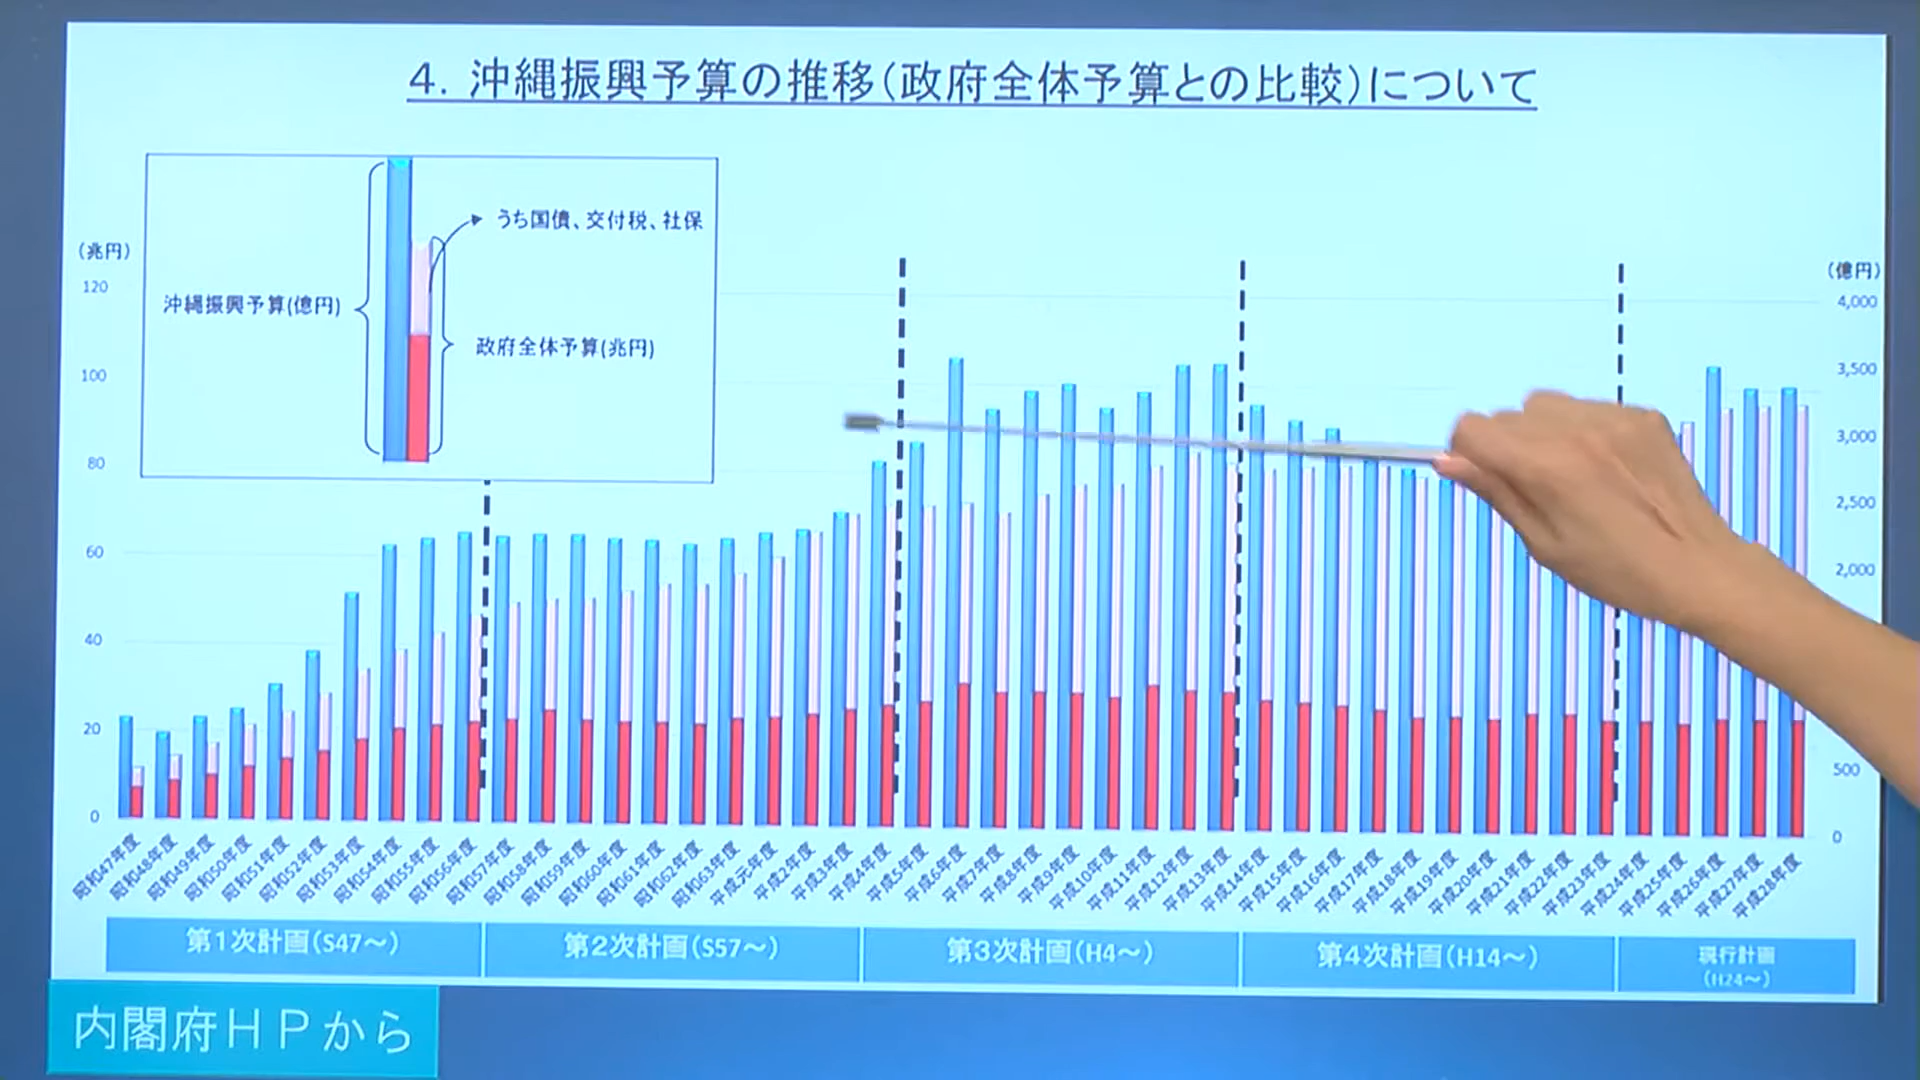 4．沖縄振興予算の推移（政府全体予算との比較）について
うち国債、交付税、社保
沖縄振興予算(億円)
政府全体予算(兆円)
（兆円）
120
100
80
60
40
20
0
（億円）
4,000
3,500
3,000
2,500
2,000
500
0
昭和47年度
昭和48年度
昭和49年度
昭和50年度
昭和51年度
昭和52年度
昭和53年度
昭和54年度
昭和55年度
昭和56年度
昭和57年度
昭和58年度
昭和59年度
昭和60年度
昭和61年度
昭和62年度
昭和63年度
平成元年度
平成2年度
平成3年度
平成4年度
平成5年度
平成6年度
平成7年度
平成8年度
平成9年度
平成10年度
平成11年度
平成12年度
平成13年度
平成14年度
平成15年度
平成16年度
平成17年度
平成18年度
平成19年度
平成20年度
平成21年度
平成22年度
平成23年度
平成24年度
平成25年度
平成26年度
平成27年度
平成28年度
第1次計画（S47～）
第2次計画（S57～）
第3次計画（H4～）
第4次計画（H14～）
現行計画
（H24～）
内閣府ＨＰから